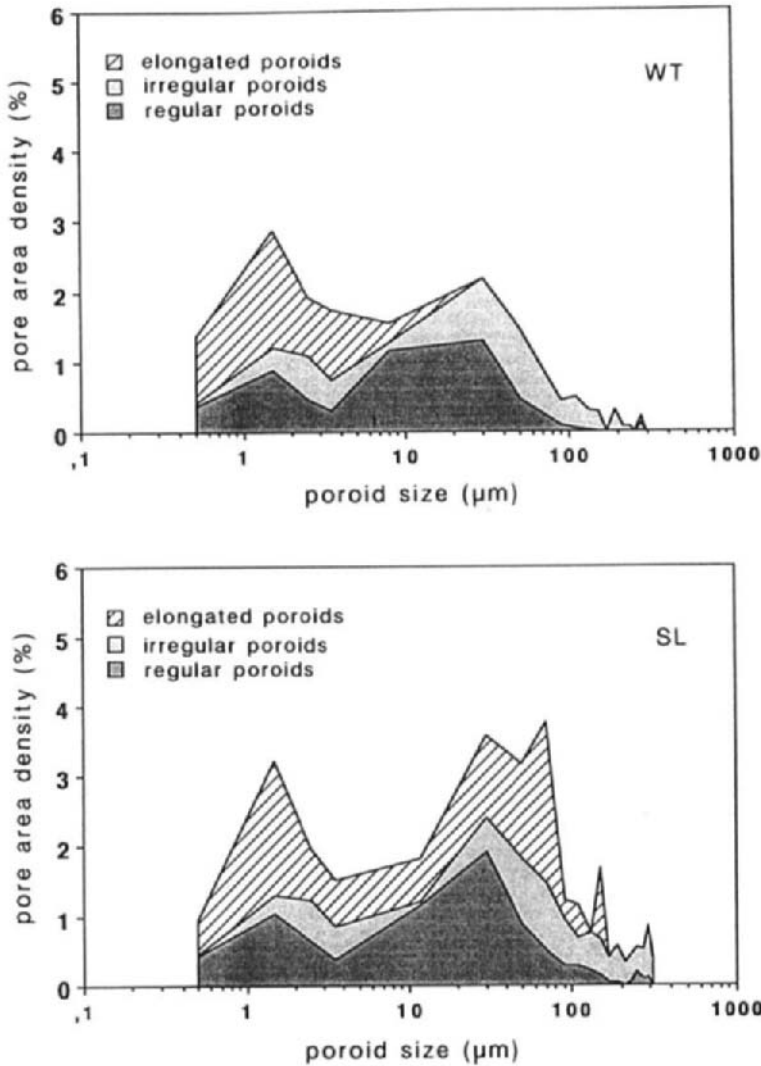 6
5
4
3
2
1
0
pore area density (%)
elongated poroids
irregular poroids
regular poroids
WT
,1
1
10
100
1000
poroid size (µm)
6
5
4
3
2
1
0
pore area density (%)
elongated poroids
irregular poroids
regular poroids
SL
,1
1
10
100
1000
poroid size (µm)